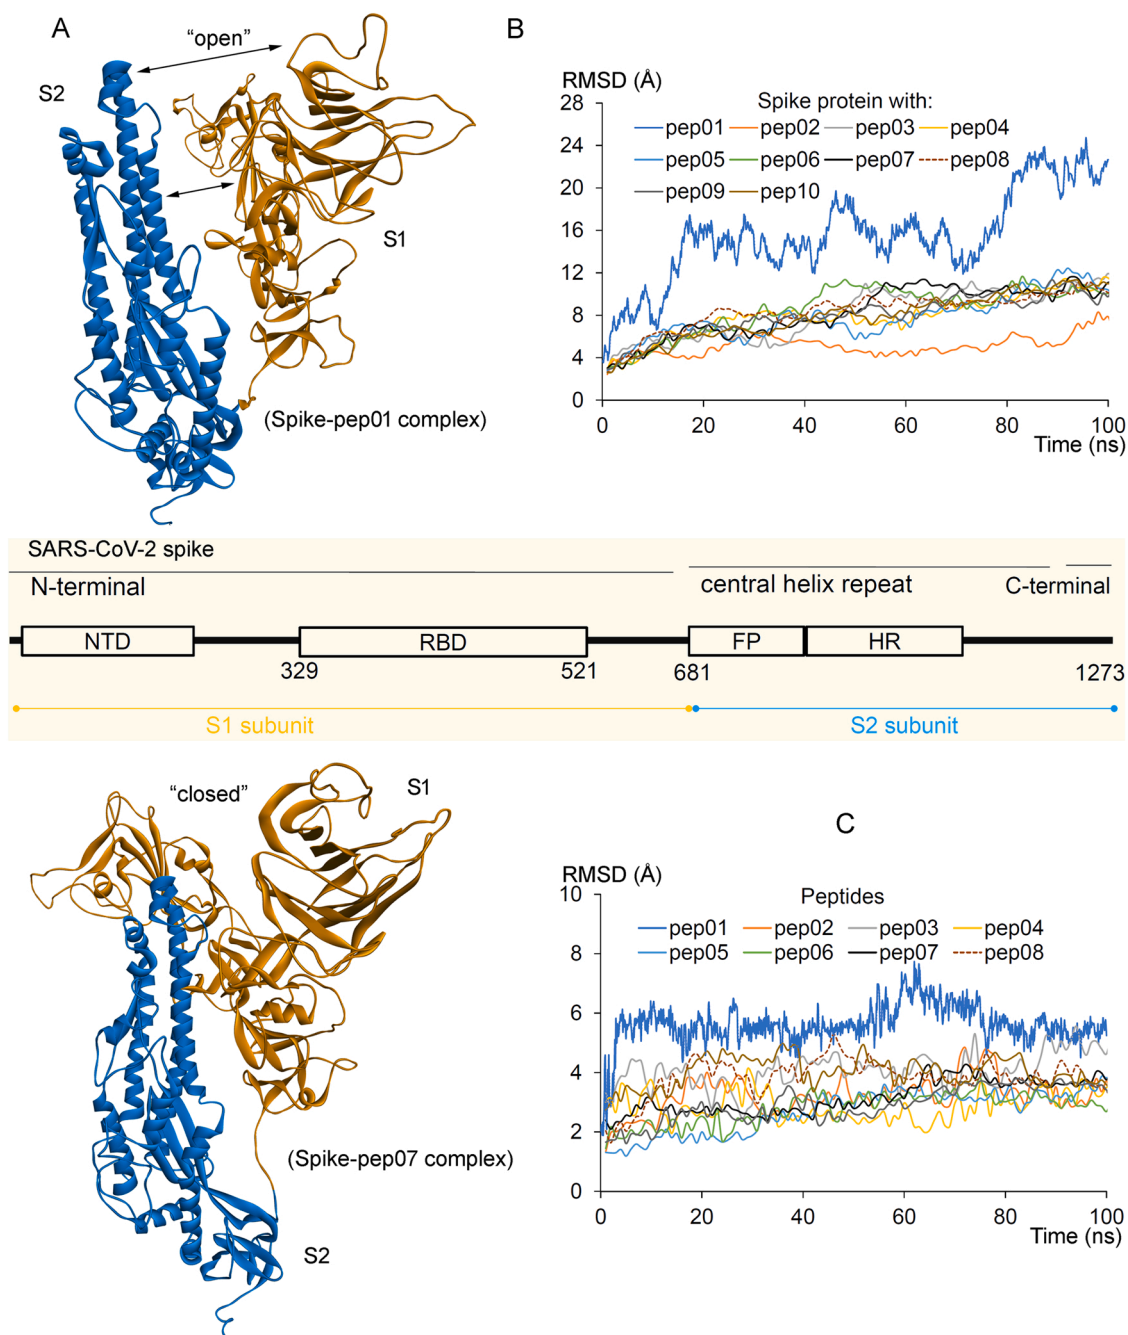 A
“open”
S2
S1
(Spike-pep01 complex)
B
RMSD (Å)
Spike protein with:
pep01 pep02 pep03 pep04
pep05 pep06 pep07 pep08
pep09 pep10
28
24
20
16
12
8
4
0
0 20 40 60 80 100
Time (ns)
SARS-CoV-2 spike
N-terminal central helix repeat C-terminal
NTD RBD FP HR
329 521 681 1273
S1 subunit S2 subunit
“closed”
S1
(Spike-pep07 complex)
S2
C
RMSD (Å)
Peptides
pep01 pep02 pep03 pep04
pep05 pep06 pep07 pep08
10
8
6
4
2
0
0 20 40 60 80 100
Time (ns)